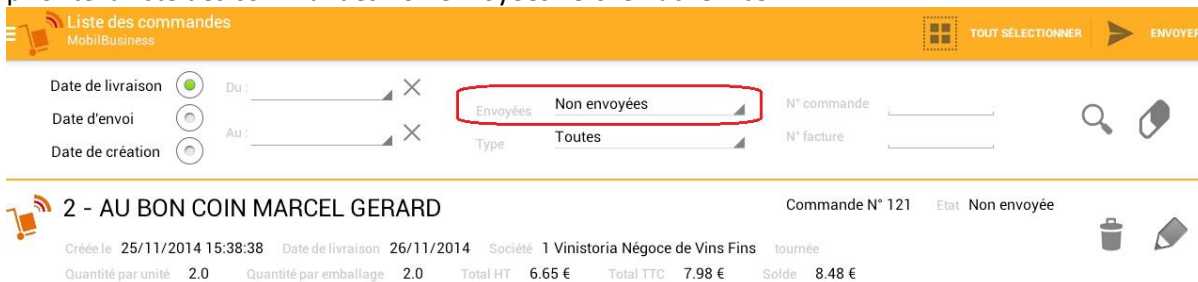 Liste des commandes
MobilBusiness
TOUT SÉLECTIONNER
ENVOYER
Date de livraison
Du :
Envoyées Non envoyées
N° commande
Date d'envoi
Au :
Type Toutes
N° facture
Date de création
2 - AU BON COIN MARCEL GERARD
Commande N° 121 Etat Non envoyée
Créée le 25/11/2014 15:38:38 Date de livraison 26/11/2014 Société 1 Vinistoria Négoce de Vins Fins tournée
Quantité par unité 2.0 Quantité par emballage 2.0 Total HT 6.65 € Total TTC 7.98 € Solde 8.48 €